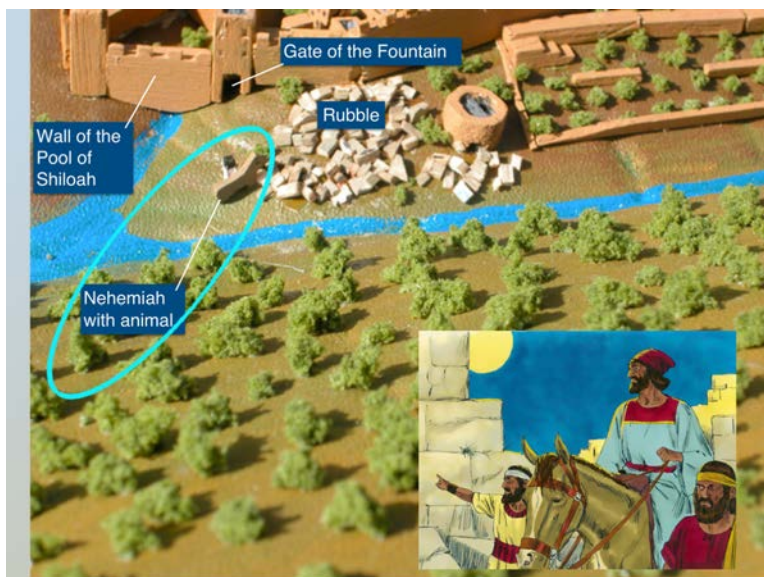 Gate of the Fountain
Rubble
Wall of the
Pool of
Shiloah
Nehemiah
with animal